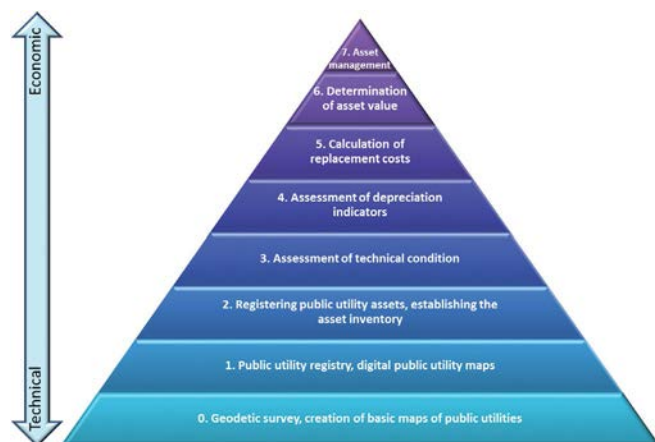 Economic
Technical
7. Asset
management
6. Determination
of asset value
5. Calculation of
replacement costs
4. Assessment of depreciation
indicators
3. Assessment of technical condition
2. Registering public utility assets, establishing the
asset inventory
1. Public utility registry, digital public utility maps
0. Geodetic survey, creation of basic maps of public utilities